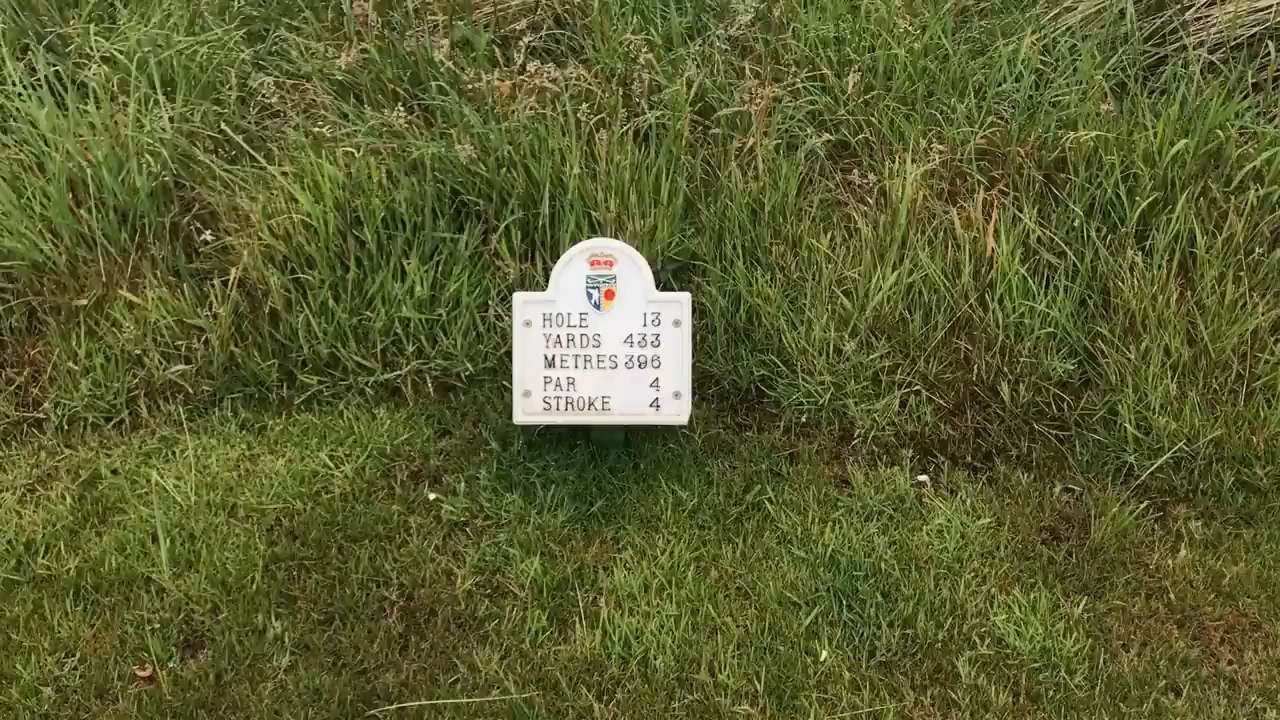 HOLE 13
YARDS 433
METRES 396
PAR 4
STROKE 4